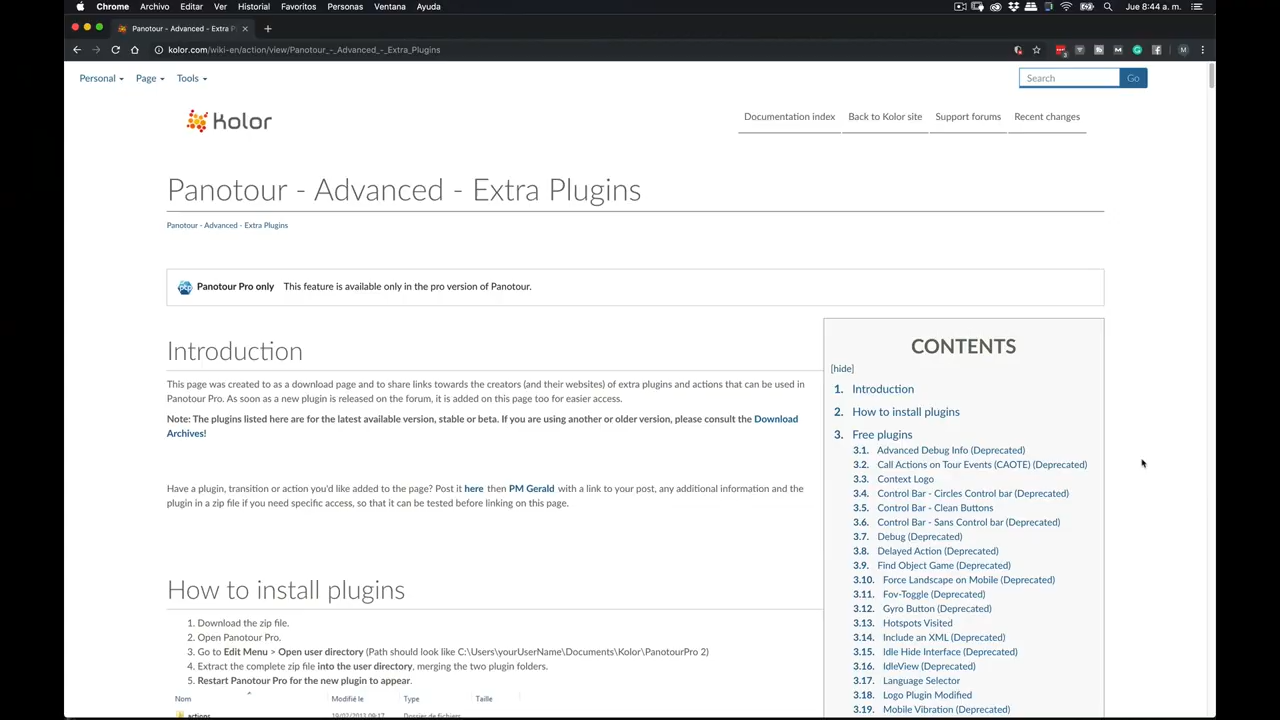 Chrome Archivo Editar Ver Historial Favoritos Personas Ventana Ayuda Jue 8:44 a. m.
Panotour - Advanced - Extra P
kolor.com/wiki-en/action/view/Panotour_-_Advanced_-_Extra_Plugins
Personal Page Tools Search Go
Kolor
Documentation index Back to Kolor site Support forums Recent changes
Panotour - Advanced - Extra Plugins
Panotour - Advanced - Extra Plugins
Panotour Pro only This feature is available only in the pro version of Panotour.
Introduction
This page was created to as a download page and to share links towards the creators (and their websites) of extra plugins and actions that can be used in
Panotour Pro. As soon as a new plugin is released on the forum, it is added on this page too for easier access.
Note: The plugins listed here are for the latest available version, stable or beta. If you are using another or older version, please consult the Download
Archives!
Have a plugin, transition or action you'd like added to the page? Post it here then PM Gerald with a link to your post, any additional information and the
plugin in a zip file if you need specific access, so that it can be tested before linking on this page.
How to install plugins
1. Download the zip file.
2. Open Panotour Pro.
3. Go to Edit Menu > Open user directory (Path should look like C:\Users\yourUserName\Documents\Kolor\PanotourPro 2)
4. Extract the complete zip file into the user directory, merging the two plugin folders.
5. Restart Panotour Pro for the new plugin to appear.
Nom Modifié le Type Taille
actions 19/02/2013 09:17 Dossier de fichiers
CONTENTS
[hide]
1. Introduction
2. How to install plugins
3. Free plugins
3.1. Advanced Debug Info (Deprecated)
3.2. Call Actions on Tour Events (CAOTE) (Deprecated)
3.3. Context Logo
3.4. Control Bar - Circles Control bar (Deprecated)
3.5. Control Bar - Clean Buttons
3.6. Control Bar - Sans Control bar (Deprecated)
3.7. Debug (Deprecated)
3.8. Delayed Action (Deprecated)
3.9. Find Object Game (Deprecated)
3.10. Force Landscape on Mobile (Deprecated)
3.11. Fov-Toggle (Deprecated)
3.12. Gyro Button (Deprecated)
3.13. Hotspots Visited
3.14. Include an XML (Deprecated)
3.15. Idle Hide Interface (Deprecated)
3.16. IdleView (Deprecated)
3.17. Language Selector
3.18. Logo Plugin Modified
3.19. Mobile Vibration (Deprecated)